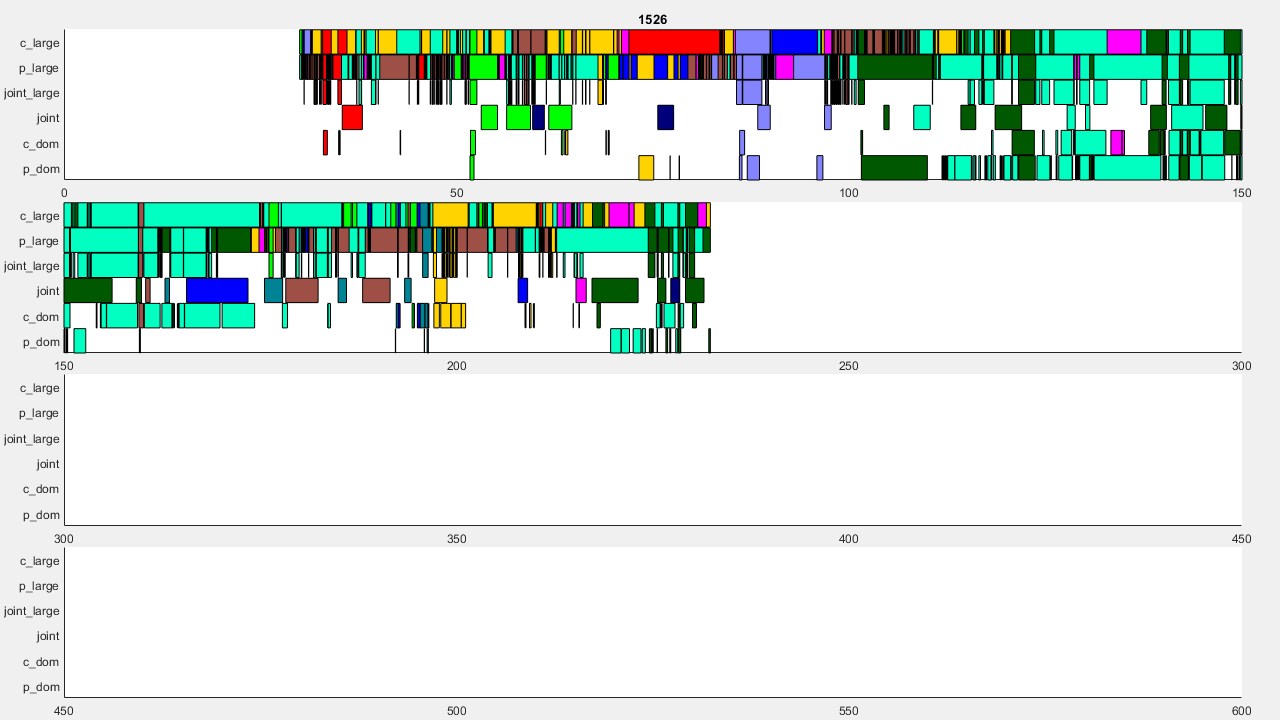 1526
c_large
p_large
joint_large
joint
c_dom
p_dom
0 50 100 150
c_large
p_large
joint_large
joint
c_dom
p_dom
150 200 250 300
c_large
p_large
joint_large
joint
c_dom
p_dom
300 350 400 450
c_large
p_large
joint_large
joint
c_dom
p_dom
450 500 550 600